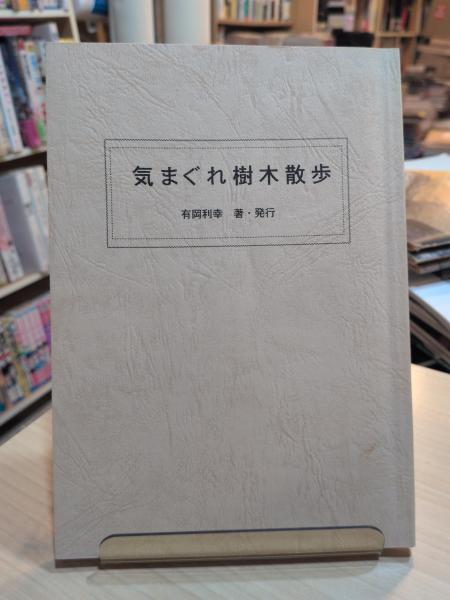 気まぐれ樹木散歩
有岡利幸 著・発行